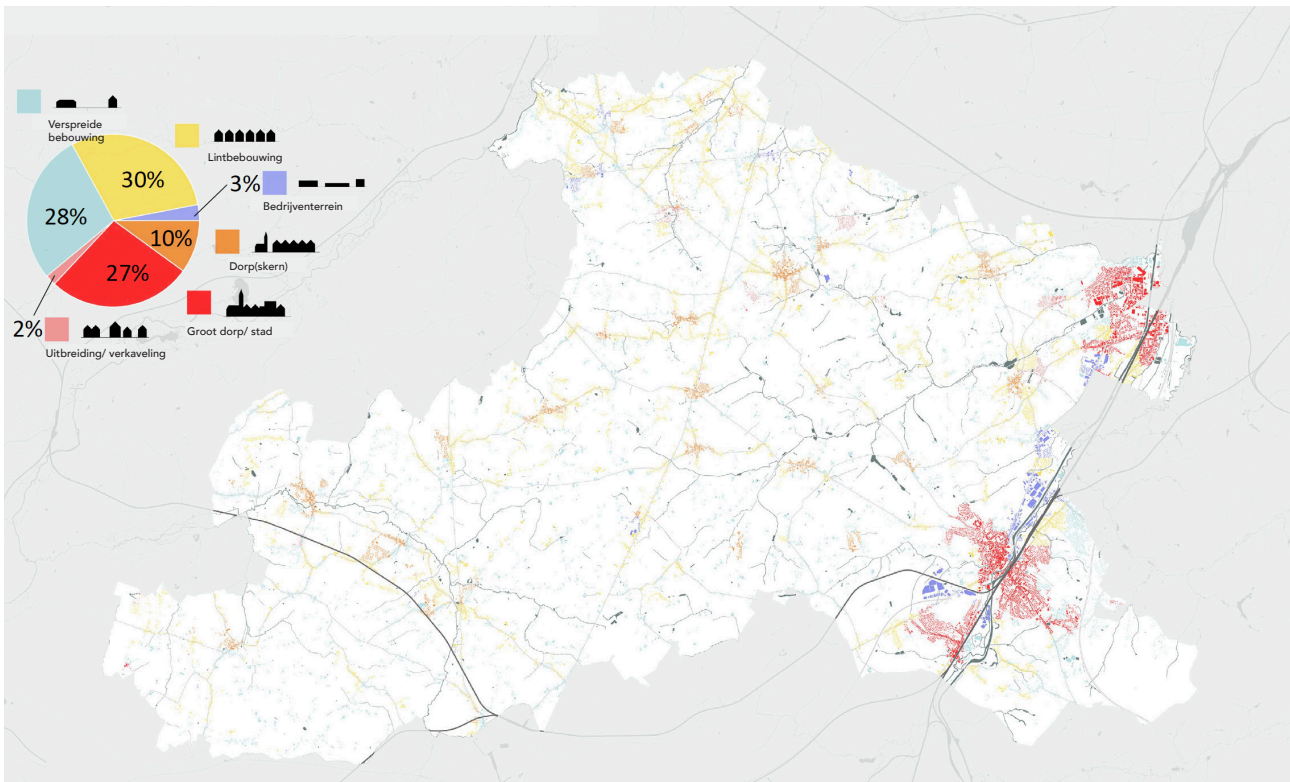 Verspreide
bebouwing
Lintbebouwing
30%
3%
Bedrijventerrein
28%
10%
Dorp(skern)
27%
2%
Groot dorp/ stad
Uitbreiding/ verkaveling